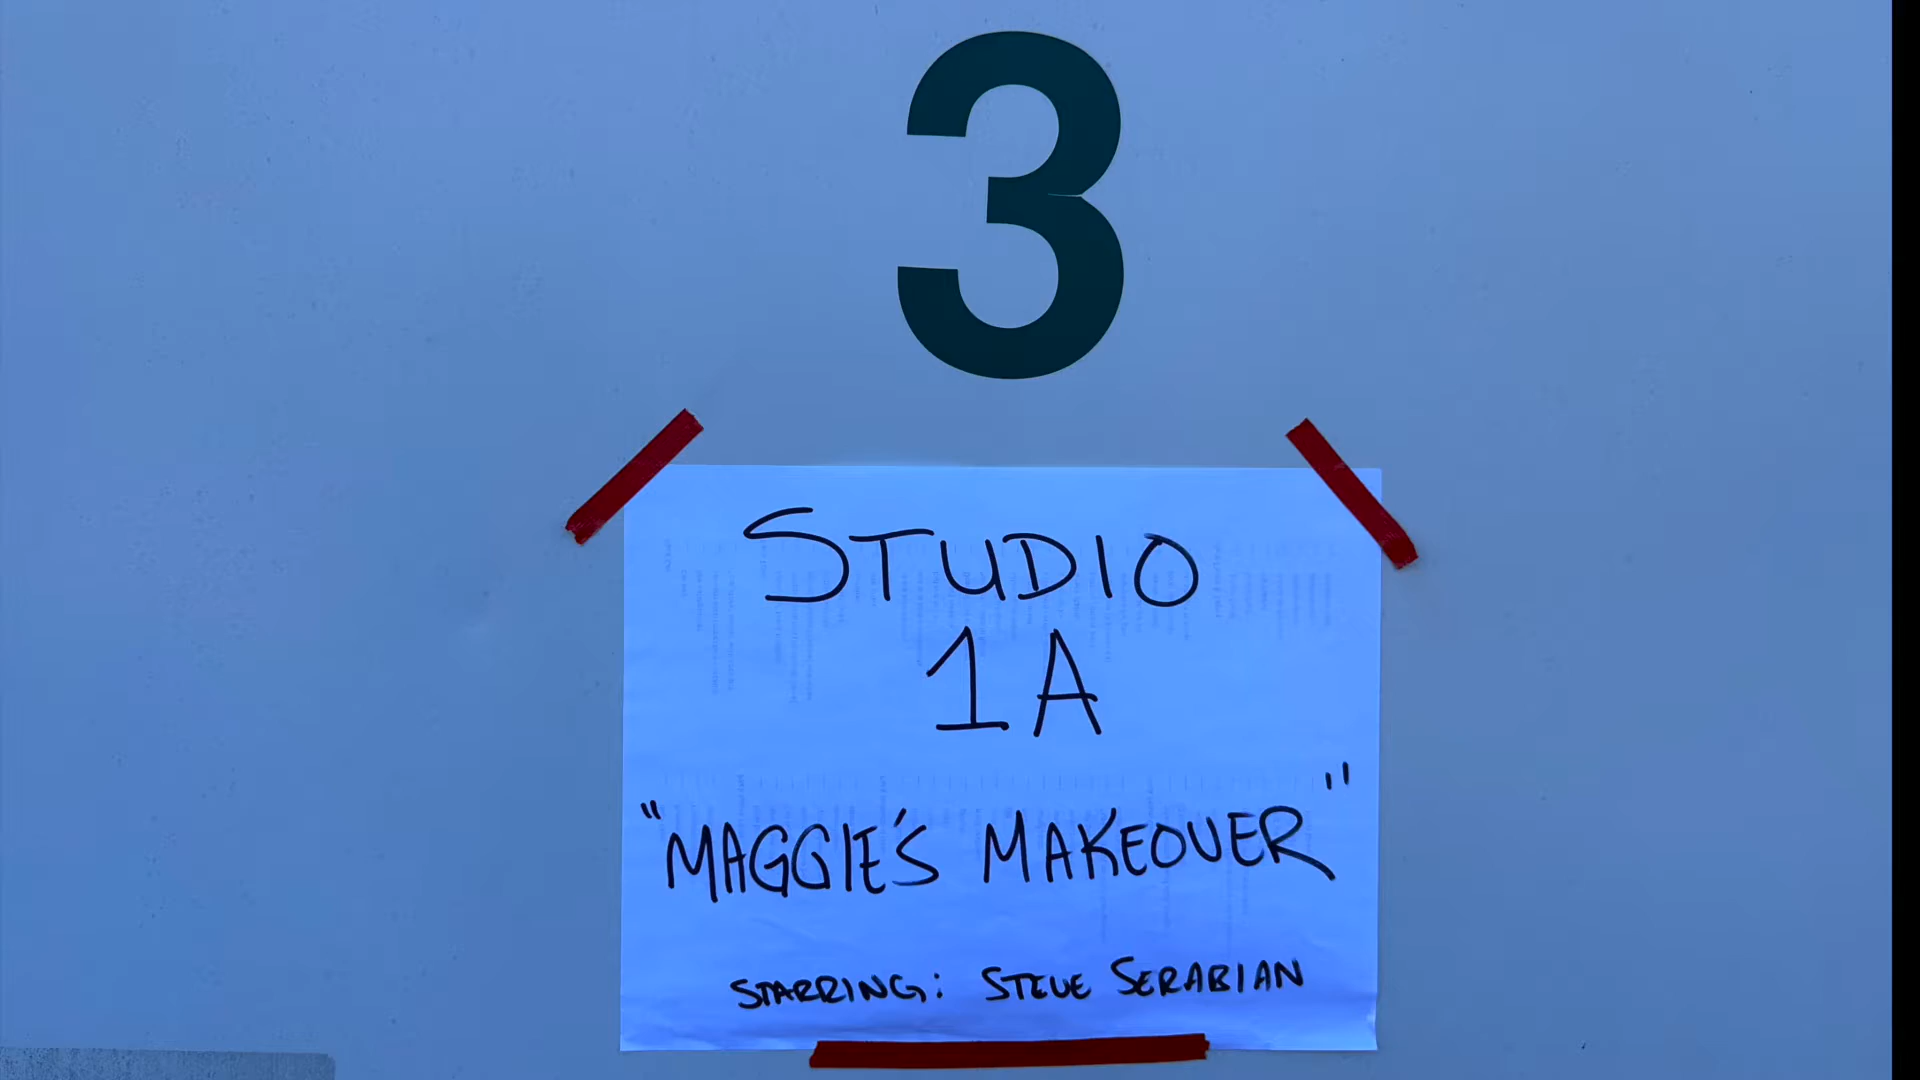 3
STUDIO
1A
"MAGGIE'S MAKEOVER"
STARRING: STEVE SERABIAN